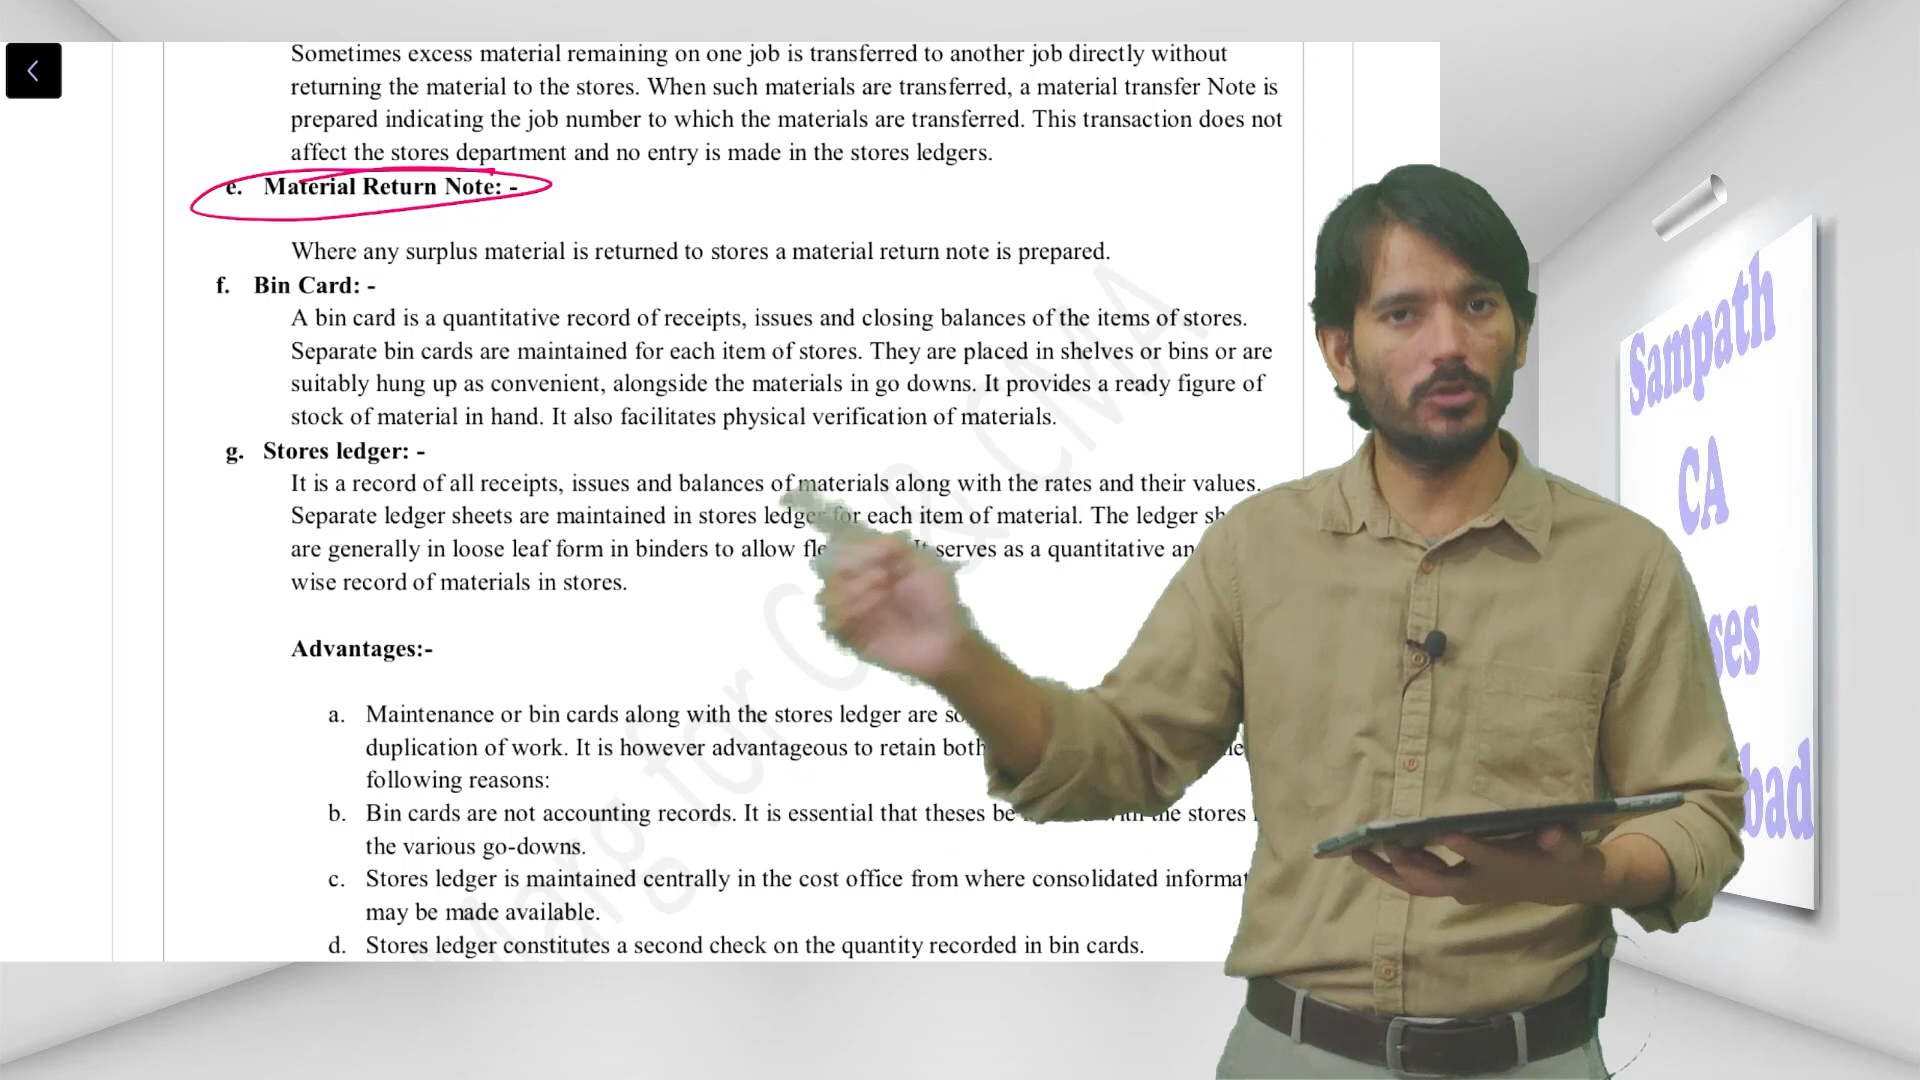 Sometimes excess material remaining on one job is transferred to another job directly without
returning the material to the stores. When such materials are transferred, a material transfer Note is
prepared indicating the job number to which the materials are transferred. This transaction does not
affect the stores department and no entry is made in the stores ledgers.
e. Material Return Note: -
Where any surplus material is returned to stores a material return note is prepared.
f. Bin Card: -
A bin card is a quantitative record of receipts, issues and closing balances of the items of stores.
Separate bin cards are maintained for each item of stores. They are placed in shelves or bins or are
suitably hung up as convenient, alongside the materials in go downs. It provides a ready figure of
stock of material in hand. It also facilitates physical verification of materials.
g. Stores ledger: -
It is a record of all receipts, issues and balances of materials along with the rates and their values.
Separate ledger sheets are maintained in stores ledger for each item of material. The ledger
are generally in loose leaf form in binders to allow It serves as a quantitative
wise record of materials in stores.
Advantages:-
a. Maintenance or bin cards along with the stores ledger are
duplication of work. It is however advantageous to retain both
following reasons:
b. Bin cards are not accounting records. It is essential that theses be with the stores
the various go-downs.
c. Stores ledger is maintained centrally in the cost office from where consolidated
may be made available.
d. Stores ledger constitutes a second check on the quantity recorded in bin cards.
Marg for CA & CMA
Sampath
CA